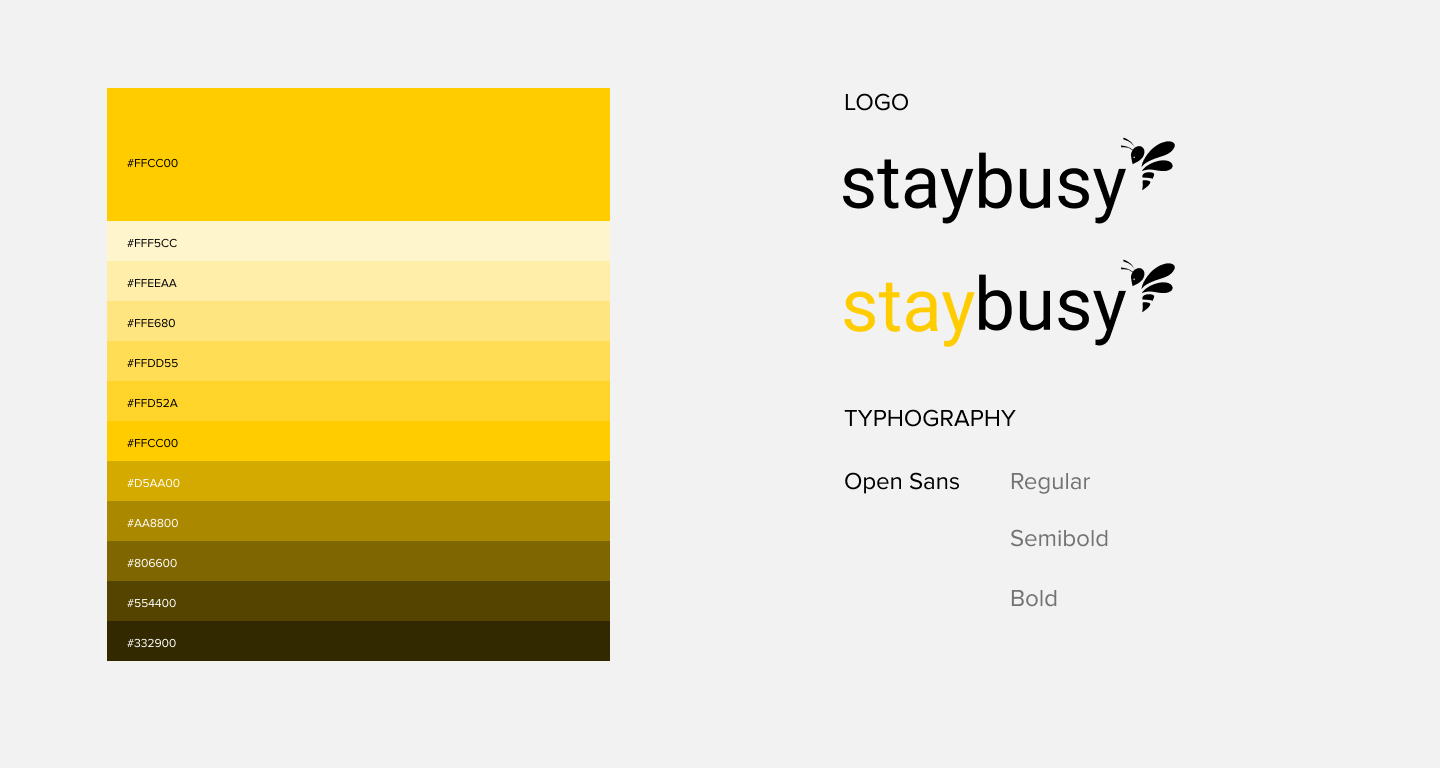 #FFCC00
#FFF5CC
#FFEEAA
#FFE680
#FFDD55
#FFD52A
#FFCC00
#D5AA00
#AA8800
#806600
#554400
#332900
LOGO
staybusy
staybusy
TYPHOGRAPHY
Open Sans Regular
Semibold
Bold